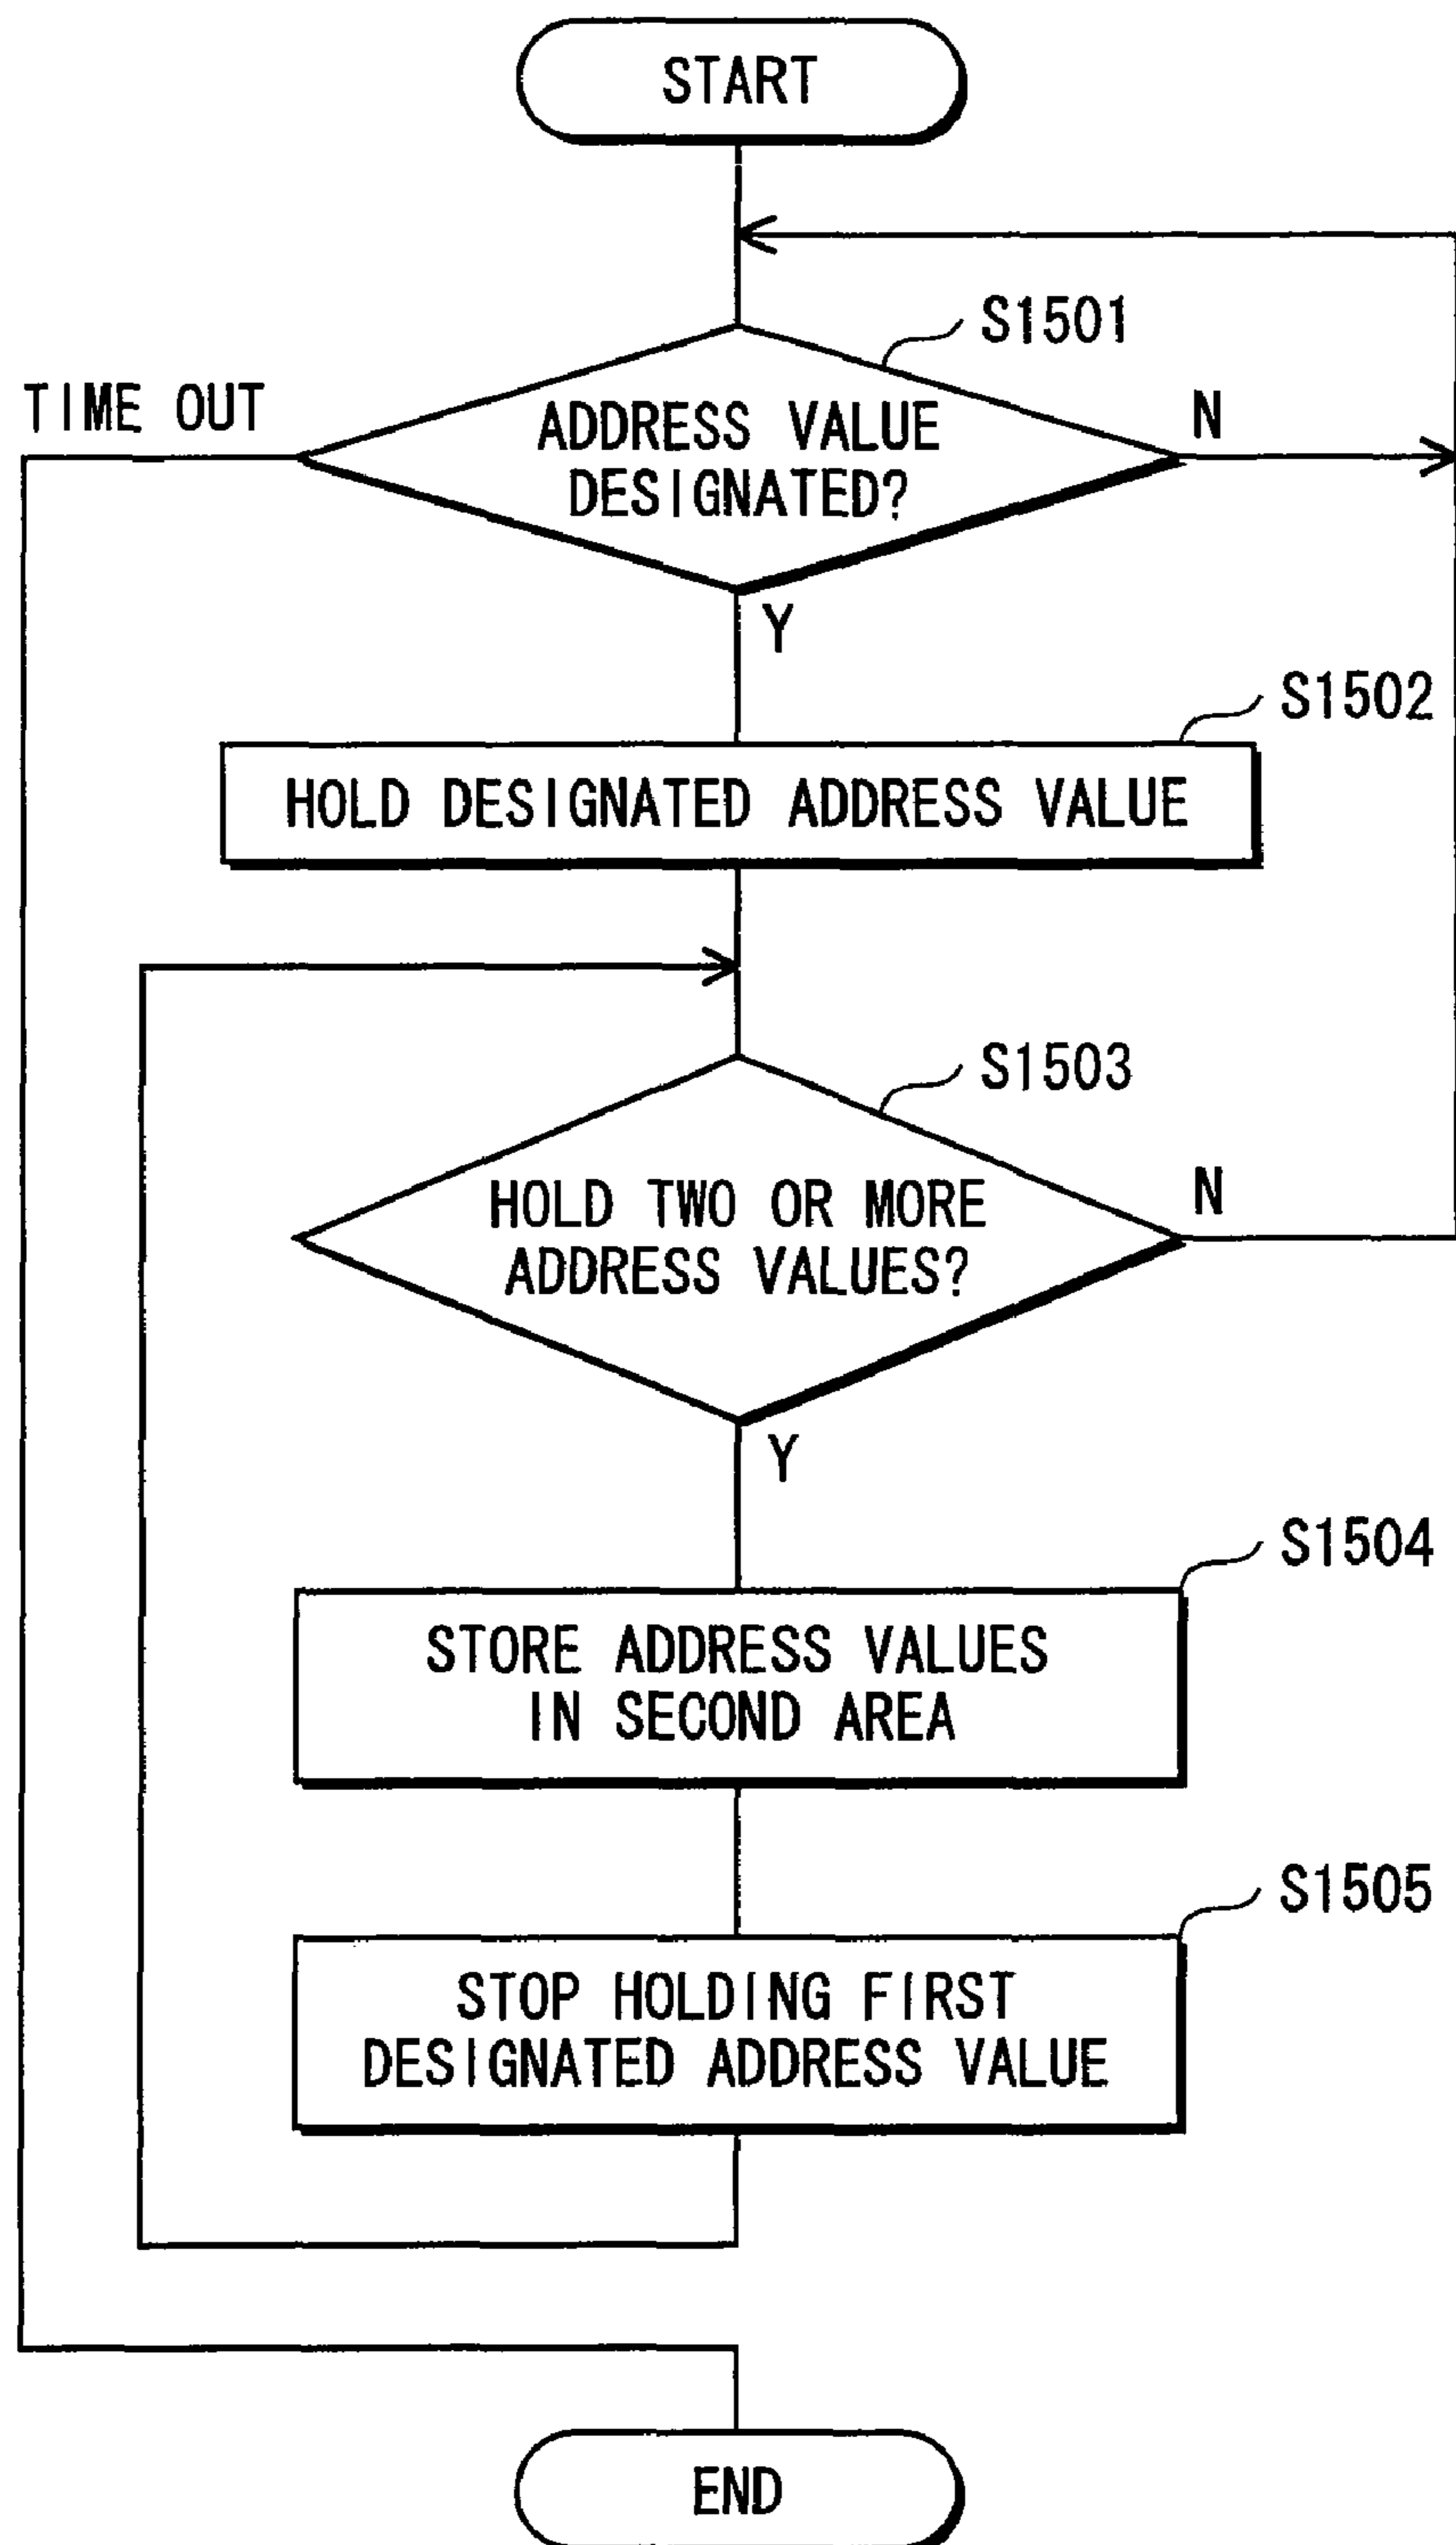 START
S1501
TIME OUT
ADDRESS VALUE
DESIGNATED?
N
Y
S1502
HOLD DESIGNATED ADDRESS VALUE
S1503
HOLD TWO OR MORE
ADDRESS VALUES?
N
Y
S1504
STORE ADDRESS VALUES
IN SECOND AREA
S1505
STOP HOLDING FIRST
DESIGNATED ADDRESS VALUE
END